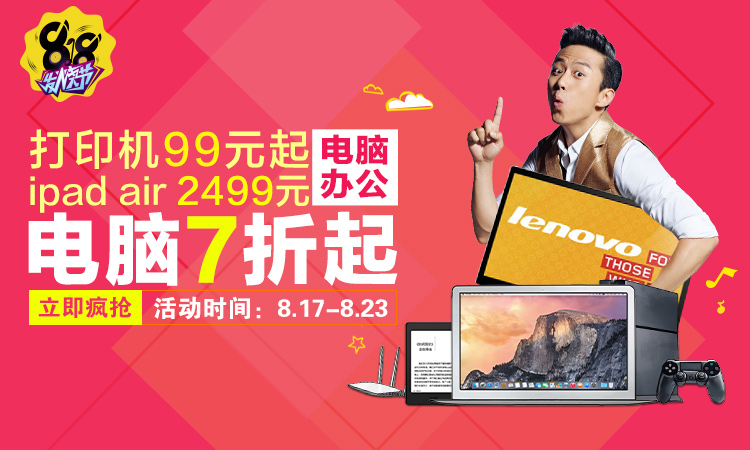 8.18
发烧节
打印机99元起
ipad air 2499元
电脑
办公
电脑7折起
立即疯抢
活动时间：8.17-8.23
lenovo
FO
THOSE